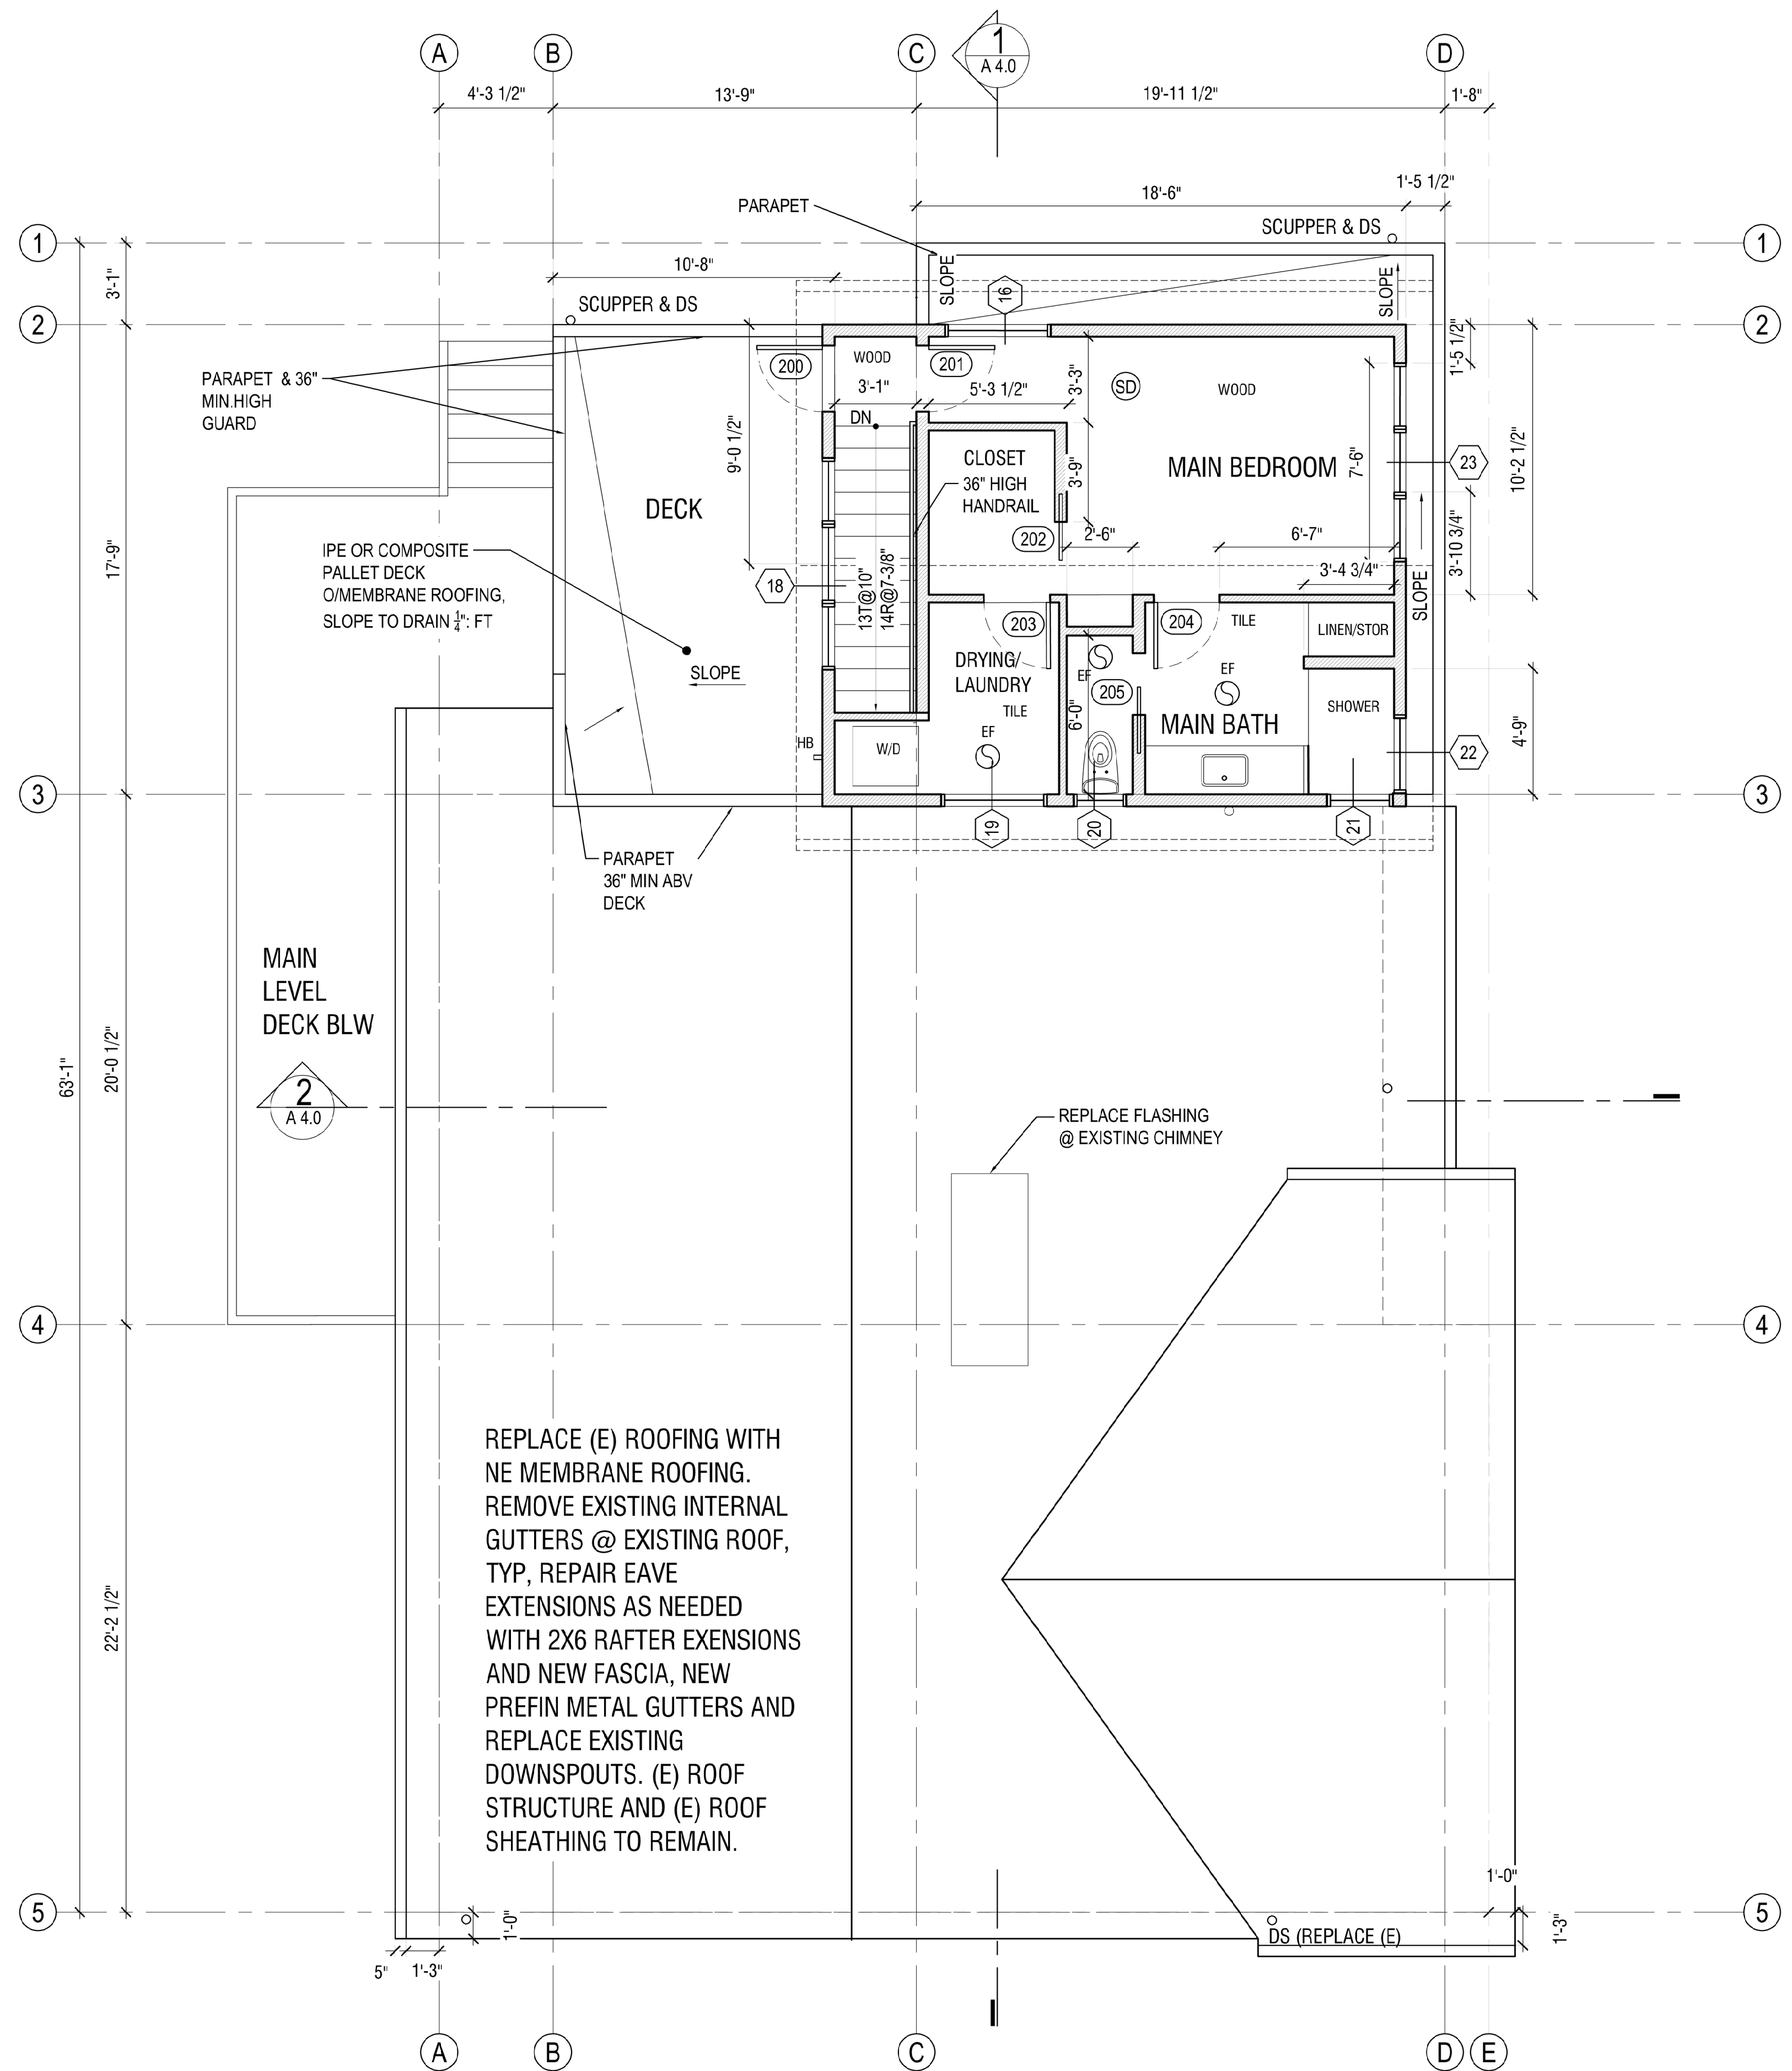 A
B
C
1
A 4.0
D
4'-3 1/2"
13'-9"
19'-11 1/2"
1'-8"
18'-6"
1'-5 1/2"
PARAPET
SCUPPER & DS
1
1
10'-8"
SLOPE
SLOPE
3'-1"
SCUPPER & DS
16
2
2
200
WOOD
201
1'-5 1/2"
PARAPET & 36"
MIN.HIGH
GUARD
3'-1"
5'-3 1/2"
3'-3"
SD
WOOD
DN
9'-0 1/2"
CLOSET
36" HIGH
HANDRAIL
3'-9"
MAIN BEDROOM
7'-6"
23
10'-2 1/2"
DECK
17'-9"
IPE OR COMPOSITE
PALLET DECK
O/MEMBRANE ROOFING,
SLOPE TO DRAIN 1/4": FT
202
2'-6"
6'-7"
3'-10 3/4"
18
13T@10"
14R@7-3/8"
3'-4 3/4"
SLOPE
203
204
TILE
LINEN/STOR
DRYING/
LAUNDRY
EF
EF
SLOPE
205
TILE
6'-0"
MAIN BATH
SHOWER
HB
W/D
EF
22
4'-9"
3
3
19
20
21
PARAPET
36" MIN ABV
DECK
MAIN
LEVEL
DECK BLW
63'-1"
20'-0 1/2"
2
A 4.0
REPLACE FLASHING
@ EXISTING CHIMNEY
4
4
REPLACE (E) ROOFING WITH
NE MEMBRANE ROOFING.
REMOVE EXISTING INTERNAL
GUTTERS @ EXISTING ROOF,
TYP, REPAIR EAVE
EXTENSIONS AS NEEDED
WITH 2X6 RAFTER EXENSIONS
AND NEW FASCIA, NEW
PREFIN METAL GUTTERS AND
REPLACE EXISTING
DOWNSPOUTS. (E) ROOF
STRUCTURE AND (E) ROOF
SHEATHING TO REMAIN.
22'-2 1/2"
1'-0"
5
5
1'-0"
DS (REPLACE (E)
1'-3"
5"
1'-3"
A
B
C
D
E